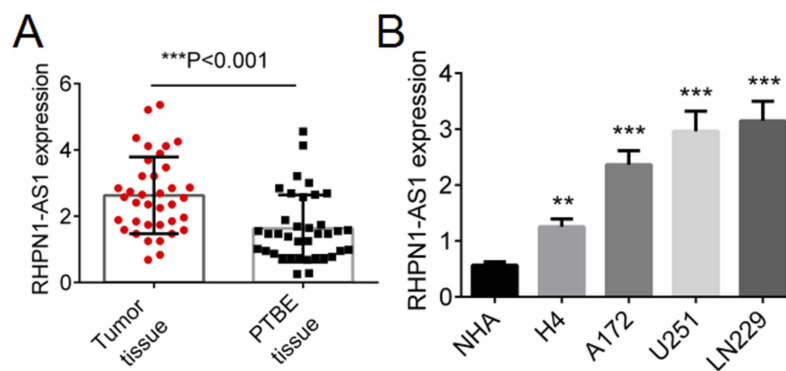 A
***P<0.001
RHPN1-AS1 expression
6
4
2
0
Tumor
tissue
PTBE
tissue
B
RHPN1-AS1 expression
4
3
2
1
0
**
***
***
***
NHA
H4
A172
U251
LN229